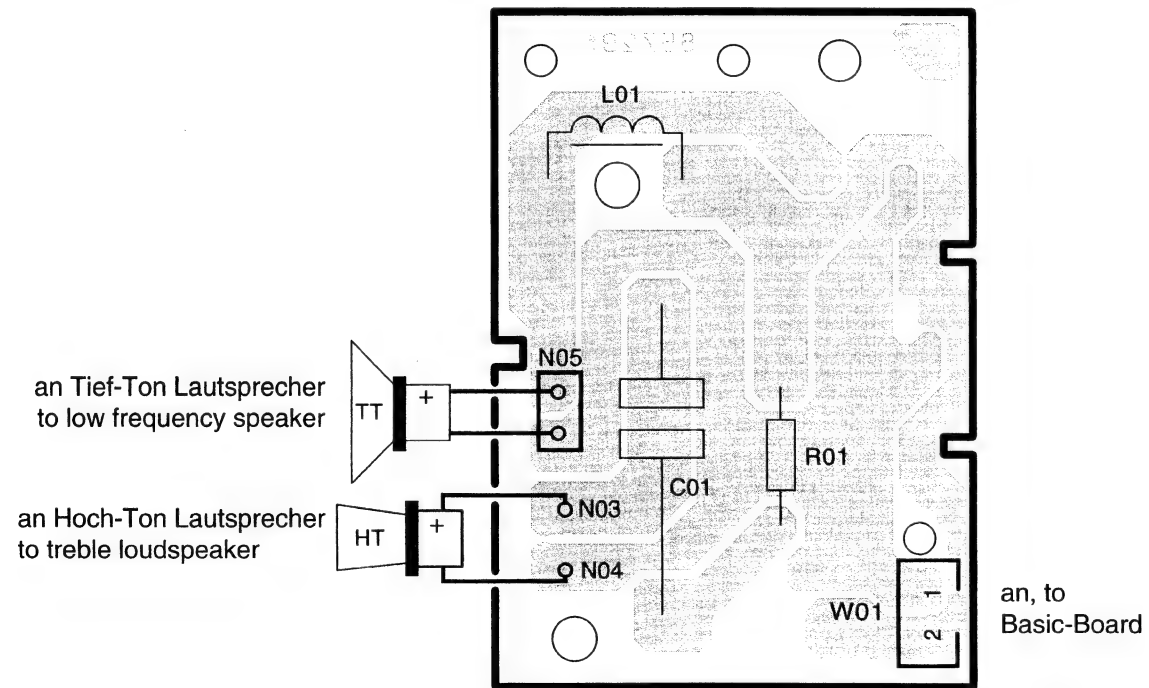 L01
N05
an Tief-Ton Lautsprecher
to low frequency speaker
TT
+
R01
C01
an Hoch-Ton Lautsprecher
to treble loudspeaker
HT
+
N03
N04
W01
1
2
an, to
Basic-Board